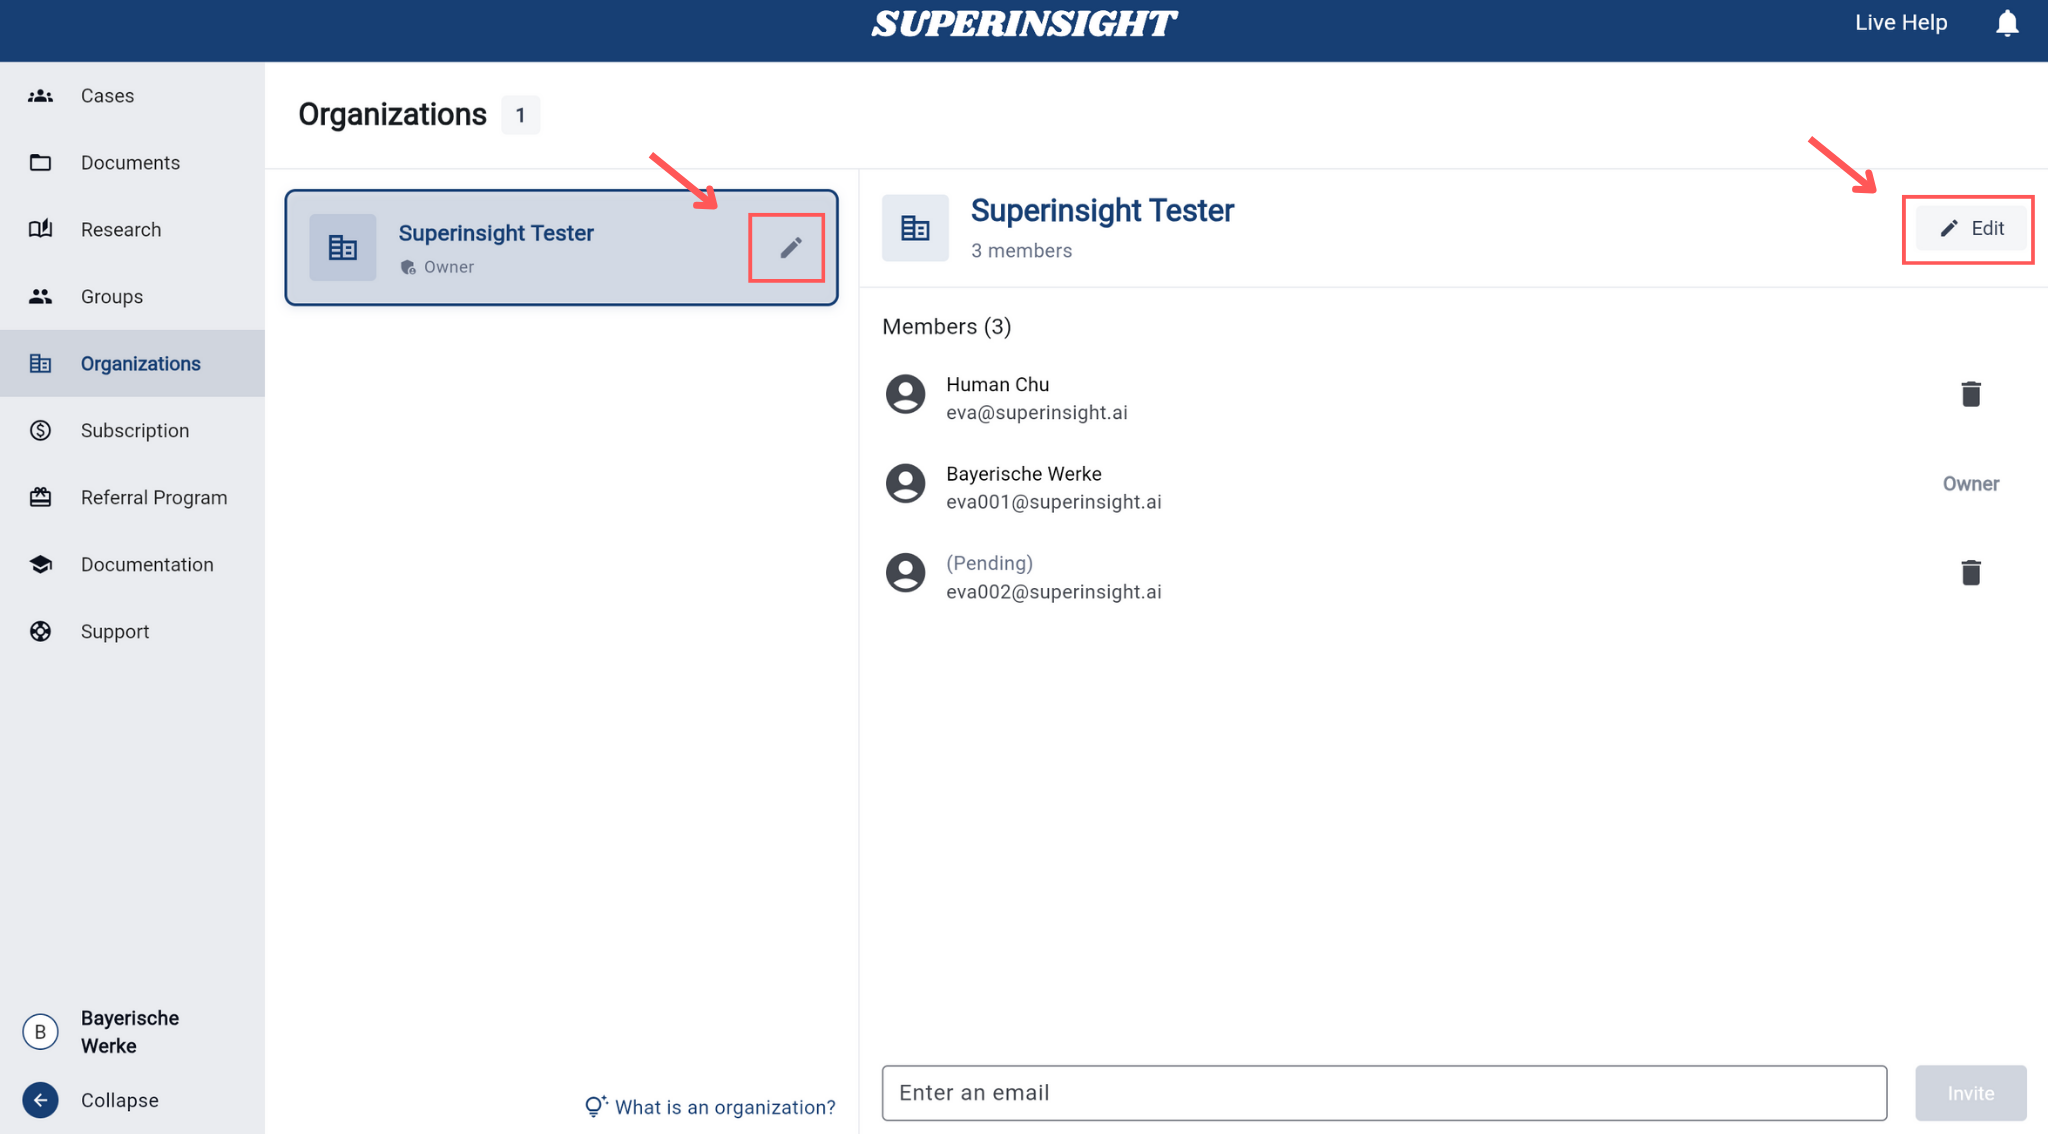 SUPERINSIGHT
Live Help
Cases
Documents
Research
Groups
Organizations
Subscription
Referral Program
Documentation
Support
B
Bayerische
Werke
Collapse
Organizations 1
Superinsight Tester
Owner
What is an organization?
Superinsight Tester
3 members
Edit
Members (3)
Human Chu
eva@superinsight.ai
Bayerische Werke
eva001@superinsight.ai
Owner
(Pending)
eva002@superinsight.ai
Enter an email
Invite